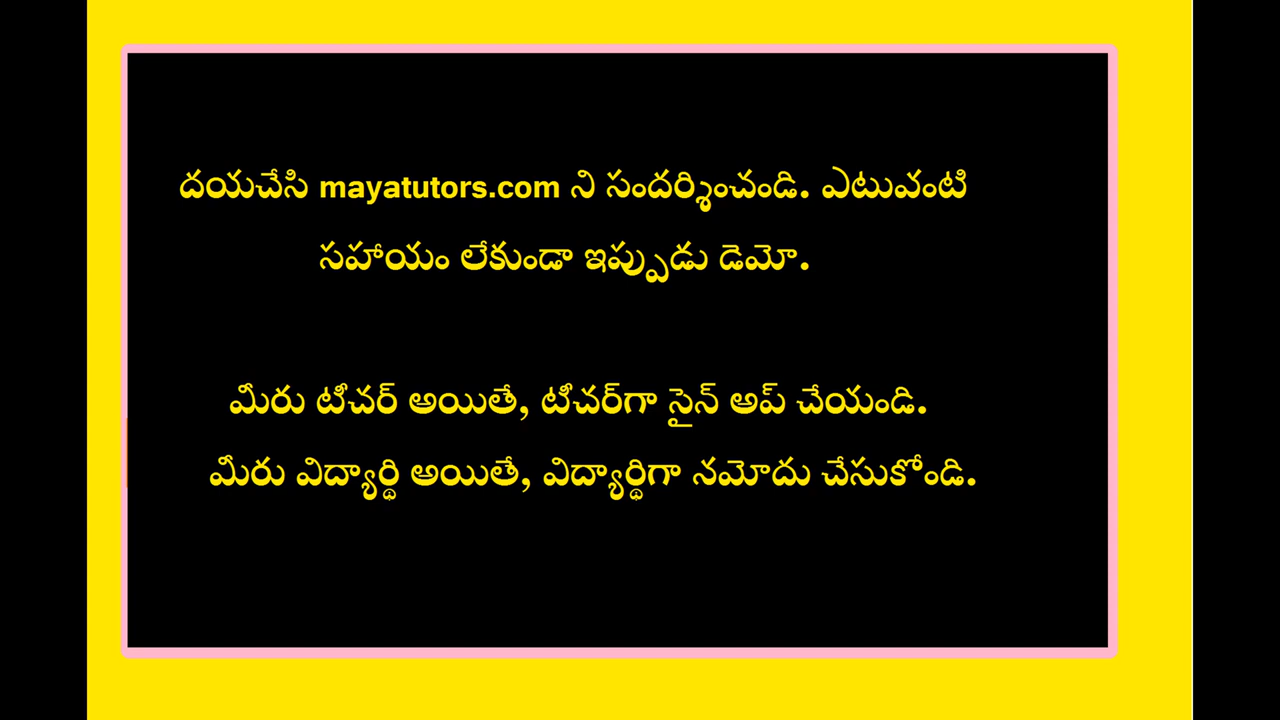 దయచేసి mayatutors.com ని సందర్శించండి. ఎటువంటి
సహాయం లేకుండా ఇప్పుడు డెమో.
మీరు టీచర్ అయితే, టీచర్‌గా సైన్ అప్ చేయండి.
మీరు విద్యార్థి అయితే, విద్యార్థిగా నమోదు చేసుకోండి.